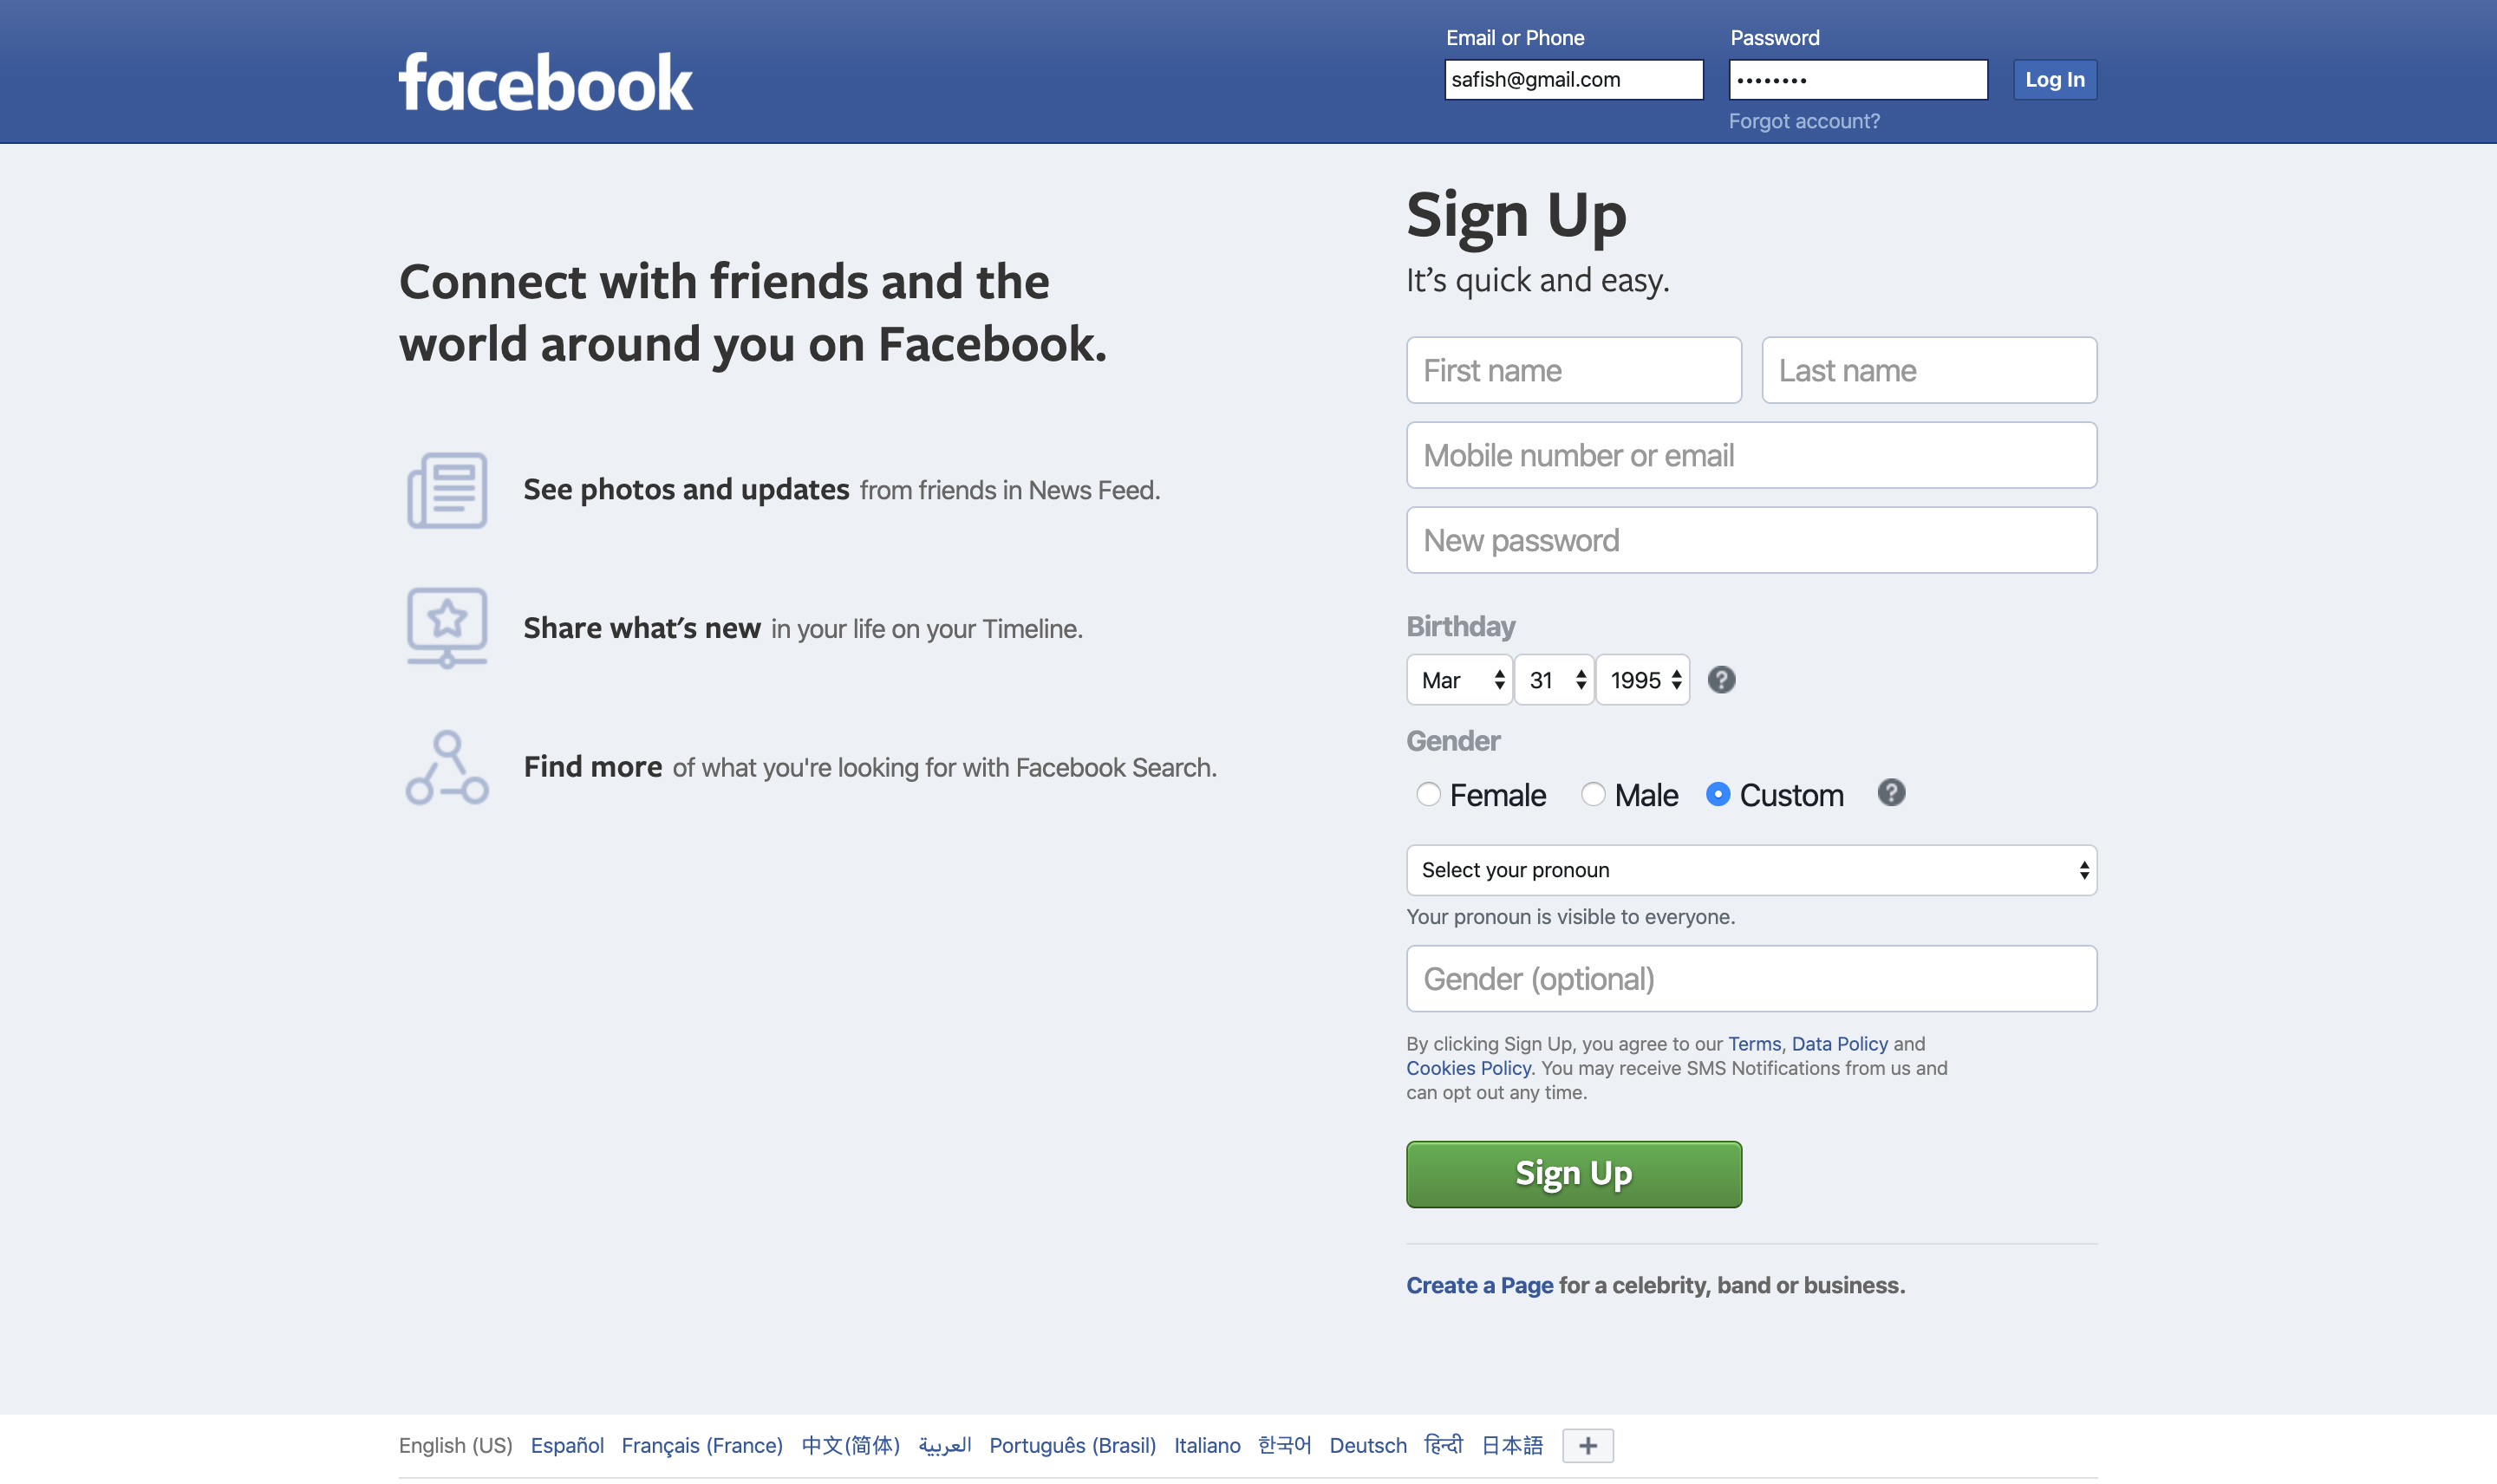 facebook
Email or Phone
Password
safish@gmail.com
••••••••
Log In
Forgot account?
Connect with friends and the
world around you on Facebook.
See photos and updates from friends in News Feed.
Share what's new in your life on your Timeline.
Find more of what you're looking for with Facebook Search.
Sign Up
It’s quick and easy.
First name
Last name
Mobile number or email
New password
Birthday
Mar 31 1995 ?
Gender
Female Male Custom ?
Select your pronoun
Your pronoun is visible to everyone.
Gender (optional)
By clicking Sign Up, you agree to our Terms, Data Policy and
Cookies Policy. You may receive SMS Notifications from us and
can opt out any time.
Sign Up
Create a Page for a celebrity, band or business.
English (US) Español Français (France) 中文(简体) العربية Português (Brasil) Italiano 한국어 Deutsch हिन्दी 日本語 +